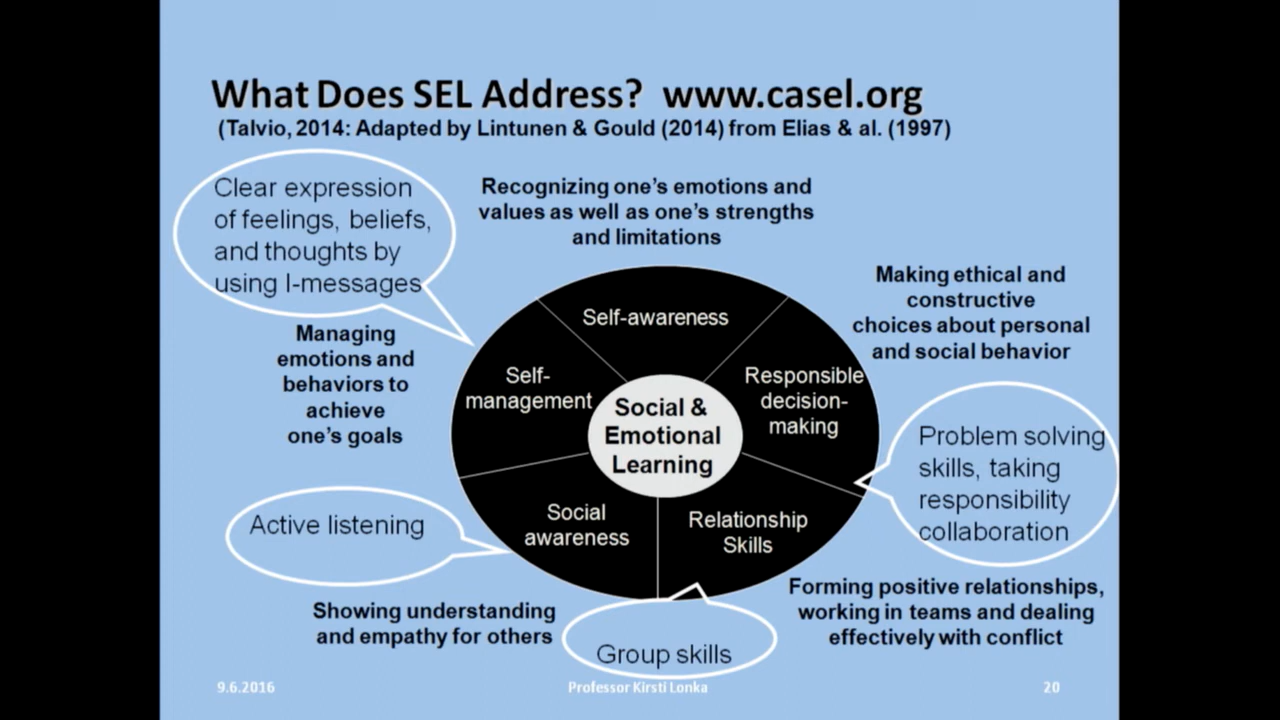 What Does SEL Address? www.casel.org
(Talvio, 2014: Adapted by Lintunen & Gould (2014) from Elias & al. (1997)
Clear expression
of feelings, beliefs,
and thoughts by
using I-messages
Recognizing one's emotions and
values as well as one's strengths
and limitations
Making ethical and
constructive
choices about personal
and social behavior
Managing
emotions and
behaviors to
achieve
one's goals
Self-awareness
Self-
management
Responsible
decision-
making
Social &
Emotional
Learning
Problem solving
skills, taking
responsibility
collaboration
Active listening
Social
awareness
Relationship
Skills
Showing understanding
and empathy for others
Group skills
Forming positive relationships,
working in teams and dealing
effectively with conflict
9.6.2016
Professor Kirsti Lonka
20